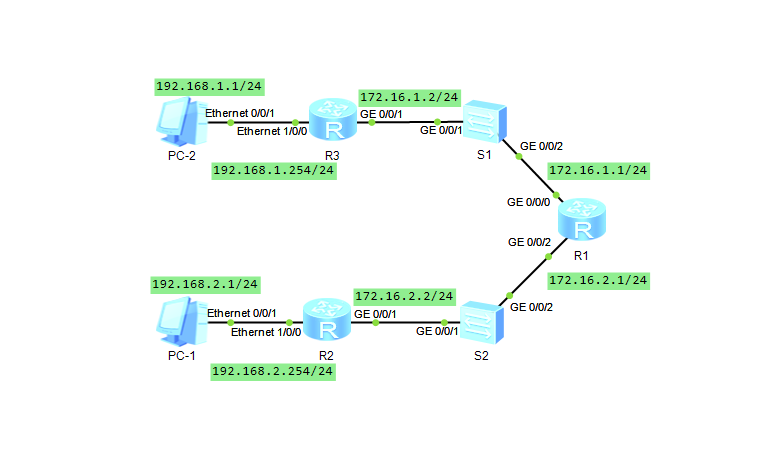 192.168.1.1/24
172.16.1.2/24
Ethernet 0/0/1
GE 0/0/1
Ethernet 1/0/0
GE 0/0/1
R
PC-2
R3
S1
GE 0/0/2
192.168.1.254/24
172.16.1.1/24
GE 0/0/0
R
GE 0/0/2
R1
172.16.2.1/24
192.168.2.1/24
172.16.2.2/24
Ethernet 0/0/1
GE 0/0/1
GE 0/0/2
Ethernet 1/0/0
GE 0/0/1
R
PC-1
R2
S2
192.168.2.254/24